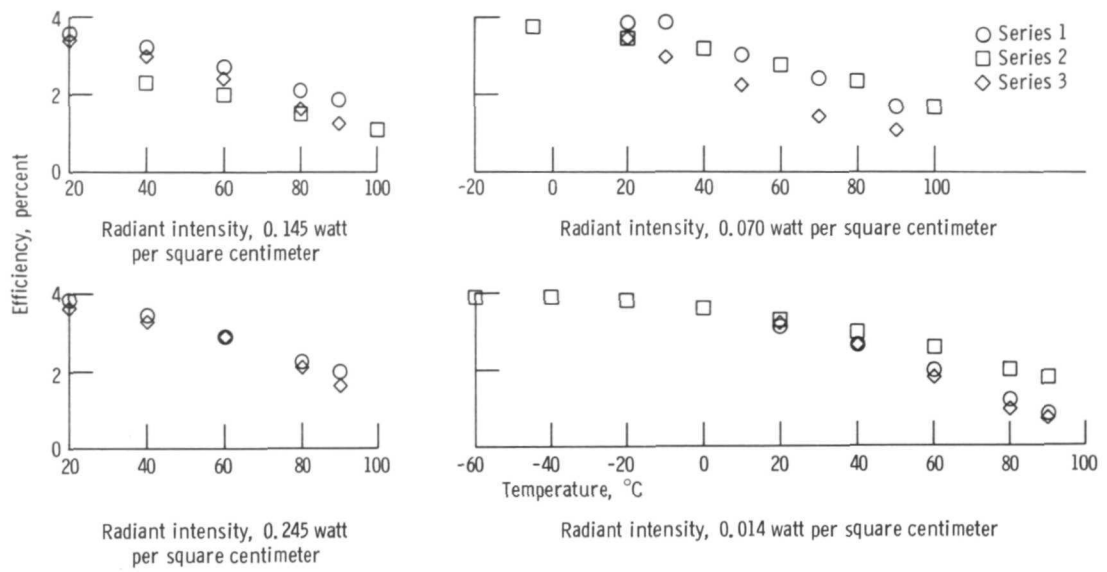 Efficiency, percent
4
2
0
20 40 60 80 100
Radiant intensity, 0.145 watt
per square centimeter
-20 0 20 40 60 80 100
Radiant intensity, 0.070 watt per square centimeter
Series 1
Series 2
Series 3
4
2
0
20 40 60 80 100
Radiant intensity, 0.245 watt
per square centimeter
-60 -40 -20 0 20 40 60 80 100
Temperature, °C
Radiant intensity, 0.014 watt per square centimeter